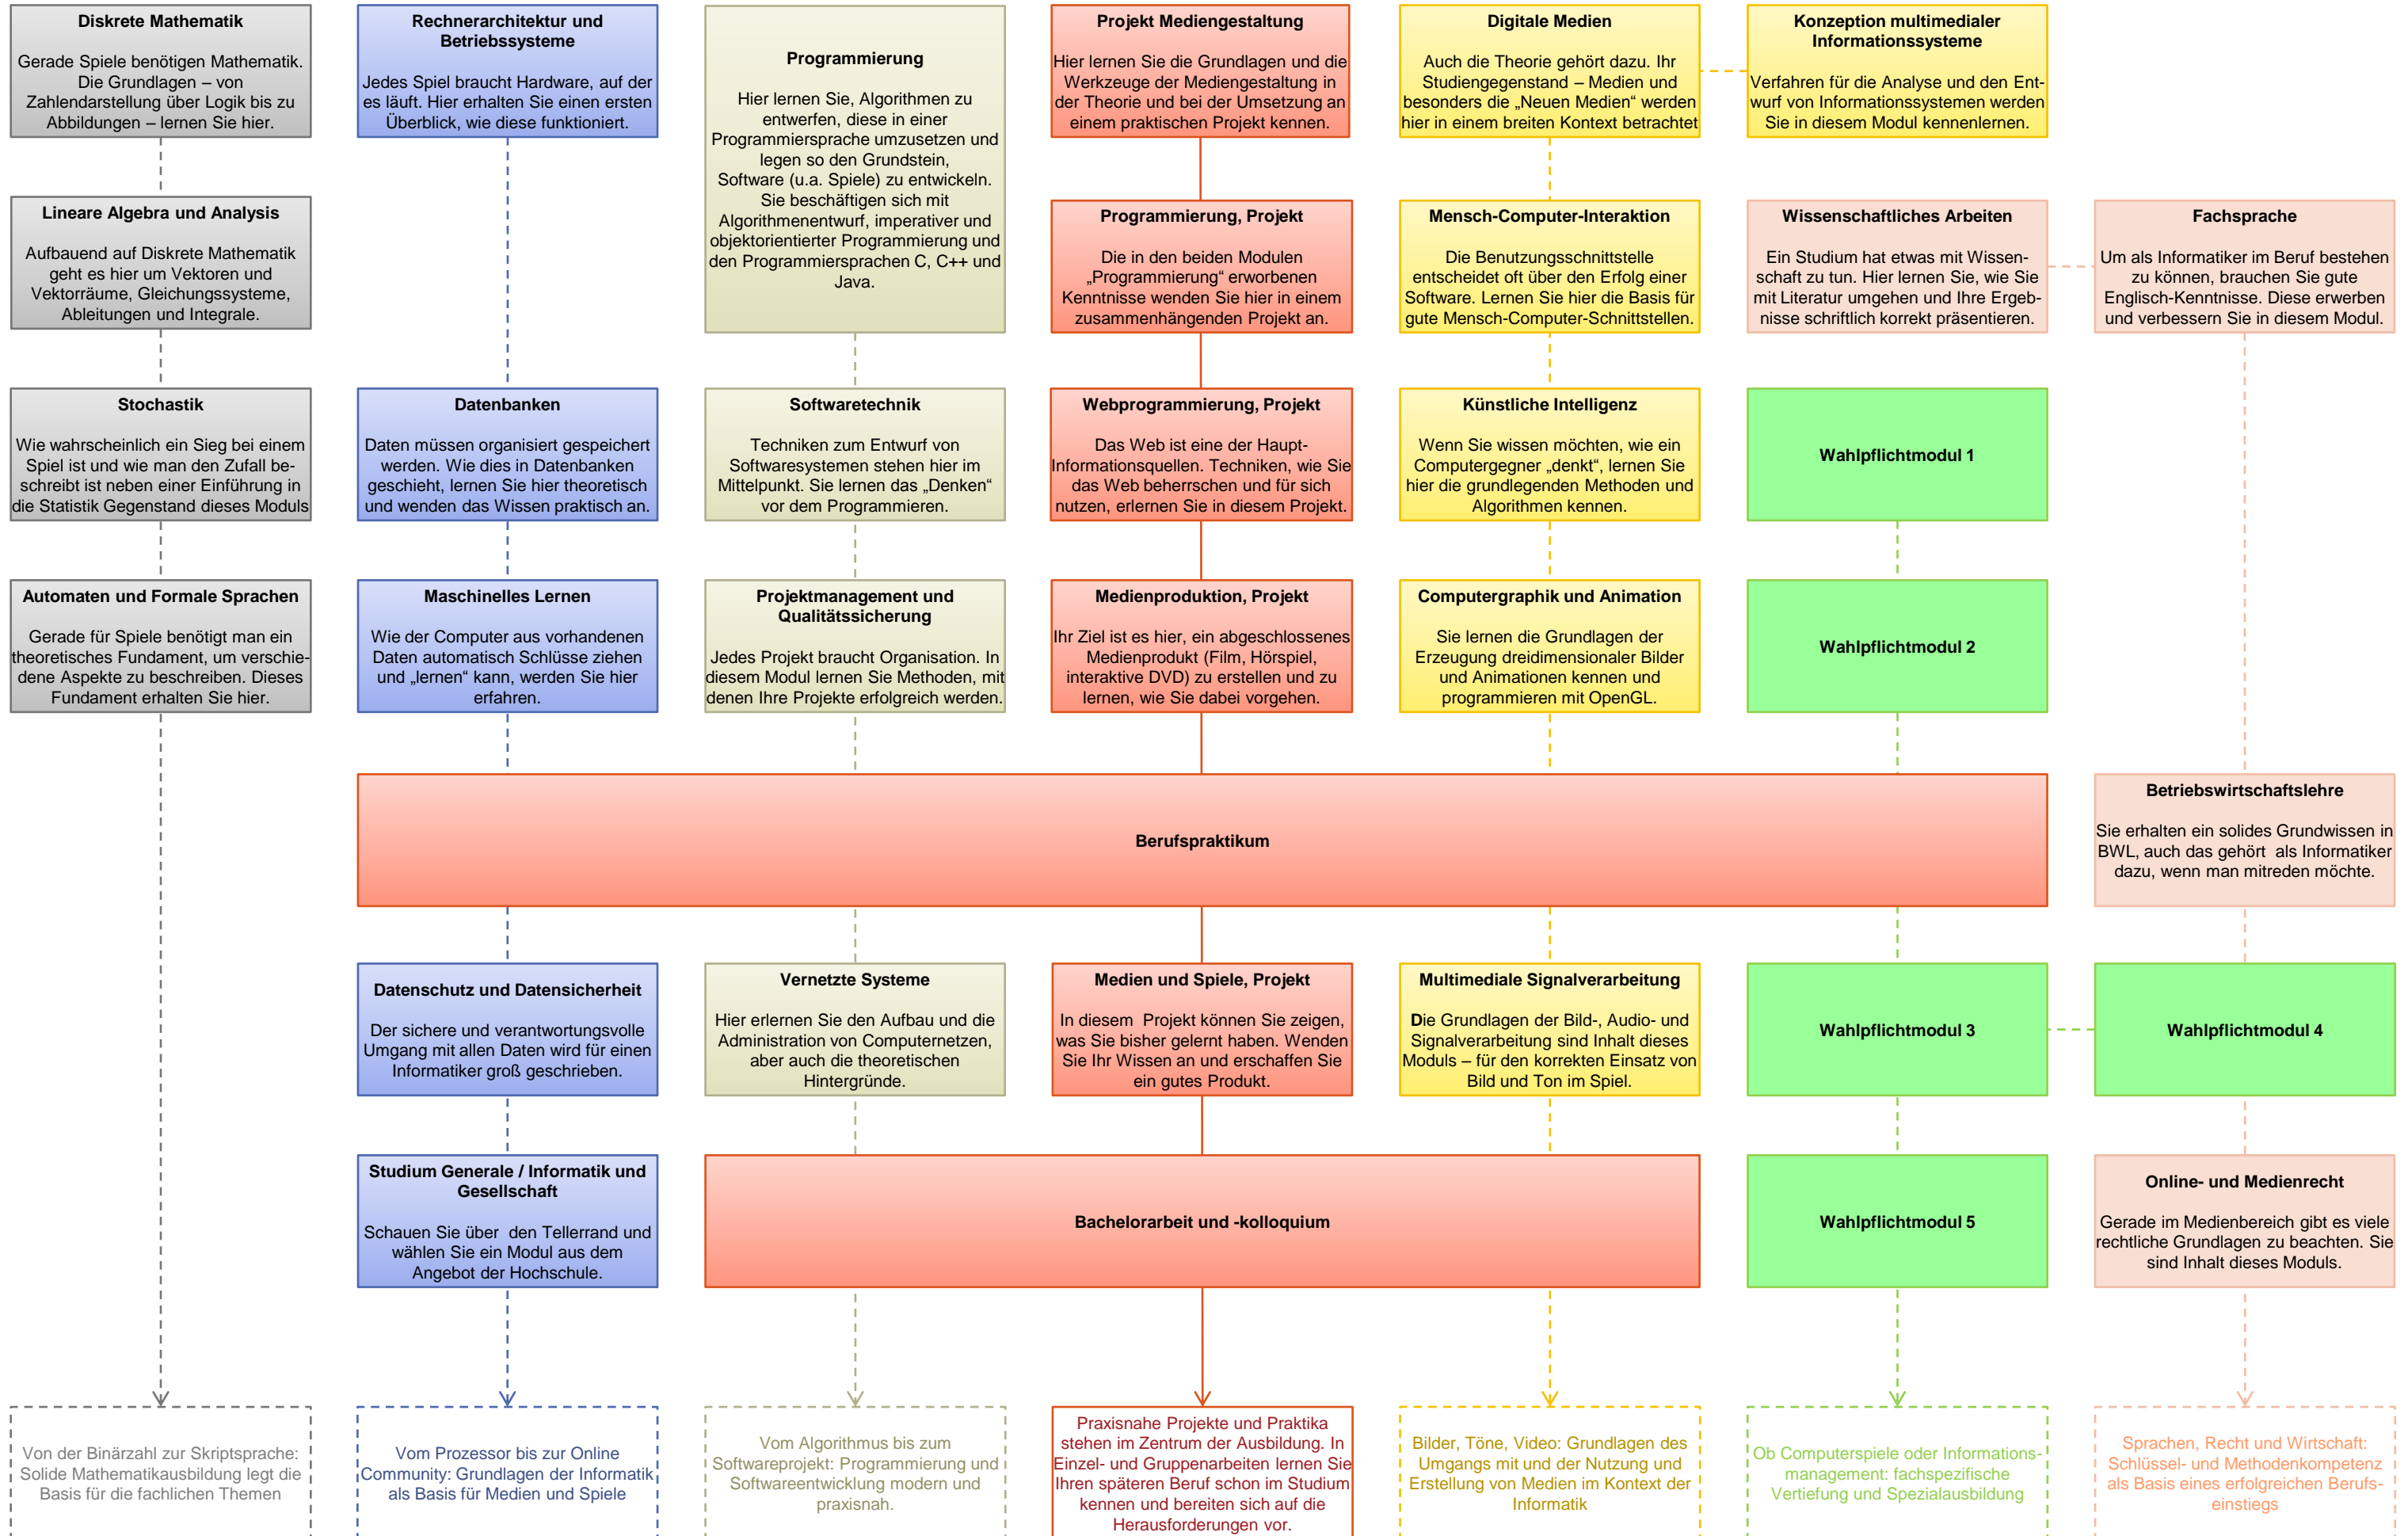 Diskrete Mathematik
Gerade Spiele benötigen Mathematik.
Die Grundlagen – von
Zahlendarstellung über Logik bis zu
Abbildungen – lernen Sie hier.
Rechnerarchitektur und
Betriebssysteme
Jedes Spiel braucht Hardware, auf der
es läuft. Hier erhalten Sie einen ersten
Überblick, wie diese funktioniert.
Programmierung
Hier lernen Sie, Algorithmen zu
entwerfen, diese in einer
Programmiersprache umzusetzen und
legen so den Grundstein,
Software (u.a. Spiele) zu entwickeln.
Sie beschäftigen sich mit
Algorithmenentwurf, imperativer und
objektorientierter Programmierung und
den Programmiersprachen C, C++ und
Java.
Projekt Mediengestaltung
Hier lernen Sie die Grundlagen und die
Werkzeuge der Mediengestaltung in
der Theorie und bei der Umsetzung an
einem praktischen Projekt kennen.
Digitale Medien
Auch die Theorie gehört dazu. Ihr
Studiengegenstand – Medien und
besonders die „Neuen Medien“ werden
hier in einem breiten Kontext betrachtet
Konzeption multimedialer
Informationssysteme
Verfahren für die Analyse und den Ent-
wurf von Informationssystemen werden
Sie in diesem Modul kennenlernen.
Lineare Algebra und Analysis
Aufbauend auf Diskrete Mathematik
geht es hier um Vektoren und
Vektorräume, Gleichungssysteme,
Ableitungen und Integrale.
Programmierung, Projekt
Die in den beiden Modulen
„Programmierung“ erworbenen
Kenntnisse wenden Sie hier in einem
zusammenhängenden Projekt an.
Mensch-Computer-Interaktion
Die Benutzungsschnittstelle
entscheidet oft über den Erfolg einer
Software. Lernen Sie hier die Basis für
gute Mensch-Computer-Schnittstellen.
Wissenschaftliches Arbeiten
Ein Studium hat etwas mit Wissen-
schaft zu tun. Hier lernen Sie, wie Sie
mit Literatur umgehen und Ihre Ergeb-
nisse schriftlich korrekt präsentieren.
Fachsprache
Um als Informatiker im Beruf bestehen
zu können, brauchen Sie gute
Englisch-Kenntnisse. Diese erwerben
und verbessern Sie in diesem Modul.
Stochastik
Wie wahrscheinlich ein Sieg bei einem
Spiel ist und wie man den Zufall be-
schreibt ist neben einer Einführung in
die Statistik Gegenstand dieses Moduls
Datenbanken
Daten müssen organisiert gespeichert
werden. Wie dies in Datenbanken
geschieht, lernen Sie hier theoretisch
und wenden das Wissen praktisch an.
Softwaretechnik
Techniken zum Entwurf von
Softwaresystemen stehen hier im
Mittelpunkt. Sie lernen das „Denken“
vor dem Programmieren.
Webprogrammierung, Projekt
Das Web ist eine der Haupt-
Informationsquellen. Techniken, wie Sie
das Web beherrschen und für sich
nutzen, erlernen Sie in diesem Projekt.
Künstliche Intelligenz
Wenn Sie wissen möchten, wie ein
Computergegner „denkt“, lernen Sie
hier die grundlegenden Methoden und
Algorithmen kennen.
Wahlpflichtmodul 1
Automaten und Formale Sprachen
Gerade für Spiele benötigt man ein
theoretisches Fundament, um verschie-
dene Aspekte zu beschreiben. Dieses
Fundament erhalten Sie hier.
Maschinelles Lernen
Wie der Computer aus vorhandenen
Daten automatisch Schlüsse ziehen
und „lernen“ kann, werden Sie hier
erfahren.
Projektmanagement und
Qualitätssicherung
Jedes Projekt braucht Organisation. In
diesem Modul lernen Sie Methoden, mit
denen Ihre Projekte erfolgreich werden.
Medienproduktion, Projekt
Ihr Ziel ist es hier, ein abgeschlossenes
Medienprodukt (Film, Hörspiel,
interaktive DVD) zu erstellen und zu
lernen, wie Sie dabei vorgehen.
Computergraphik und Animation
Sie lernen die Grundlagen der
Erzeugung dreidimensionaler Bilder
und Animationen kennen und
programmieren mit OpenGL.
Wahlpflichtmodul 2
Berufspraktikum
Betriebswirtschaftslehre
Sie erhalten ein solides Grundwissen in
BWL, auch das gehört  als Informatiker
dazu, wenn man mitreden möchte.
Datenschutz und Datensicherheit
Der sichere und verantwortungsvolle
Umgang mit allen Daten wird für einen
Informatiker groß geschrieben.
Vernetzte Systeme
Hier erlernen Sie den Aufbau und die
Administration von Computernetzen,
aber auch die theoretischen
Hintergründe.
Medien und Spiele, Projekt
In diesem  Projekt können Sie zeigen,
was Sie bisher gelernt haben. Wenden
Sie Ihr Wissen an und erschaffen Sie
ein gutes Produkt.
Multimediale Signalverarbeitung
Die Grundlagen der Bild-, Audio- und
Signalverarbeitung sind Inhalt dieses
Moduls – für den korrekten Einsatz von
Bild und Ton im Spiel.
Wahlpflichtmodul 3
Wahlpflichtmodul 4
Studium Generale / Informatik und
Gesellschaft
Schauen Sie über  den Tellerrand und
wählen Sie ein Modul aus dem
Angebot der Hochschule.
Bachelorarbeit und -kolloquium
Wahlpflichtmodul 5
Online- und Medienrecht
Gerade im Medienbereich gibt es viele
rechtliche Grundlagen zu beachten. Sie
sind Inhalt dieses Moduls.
Von der Binärzahl zur Skriptsprache:
Solide Mathematikausbildung legt die
Basis für die fachlichen Themen
Vom Prozessor bis zur Online
Community: Grundlagen der Informatik
als Basis für Medien und Spiele
Vom Algorithmus bis zum
Softwareprojekt: Programmierung und
Softwareentwicklung modern und
praxisnah.
Praxisnahe Projekte und Praktika
stehen im Zentrum der Ausbildung. In
Einzel- und Gruppenarbeiten lernen Sie
Ihren späteren Beruf schon im Studium
kennen und bereiten sich auf die
Herausforderungen vor.
Bilder, Töne, Video: Grundlagen des
Umgangs mit und der Nutzung und
Erstellung von Medien im Kontext der
Informatik
Ob Computerspiele oder Informations-
management: fachspezifische
Vertiefung und Spezialausbildung
Sprachen, Recht und Wirtschaft:
Schlüssel- und Methodenkompetenz
als Basis eines erfolgreichen Berufs-
einstiegs